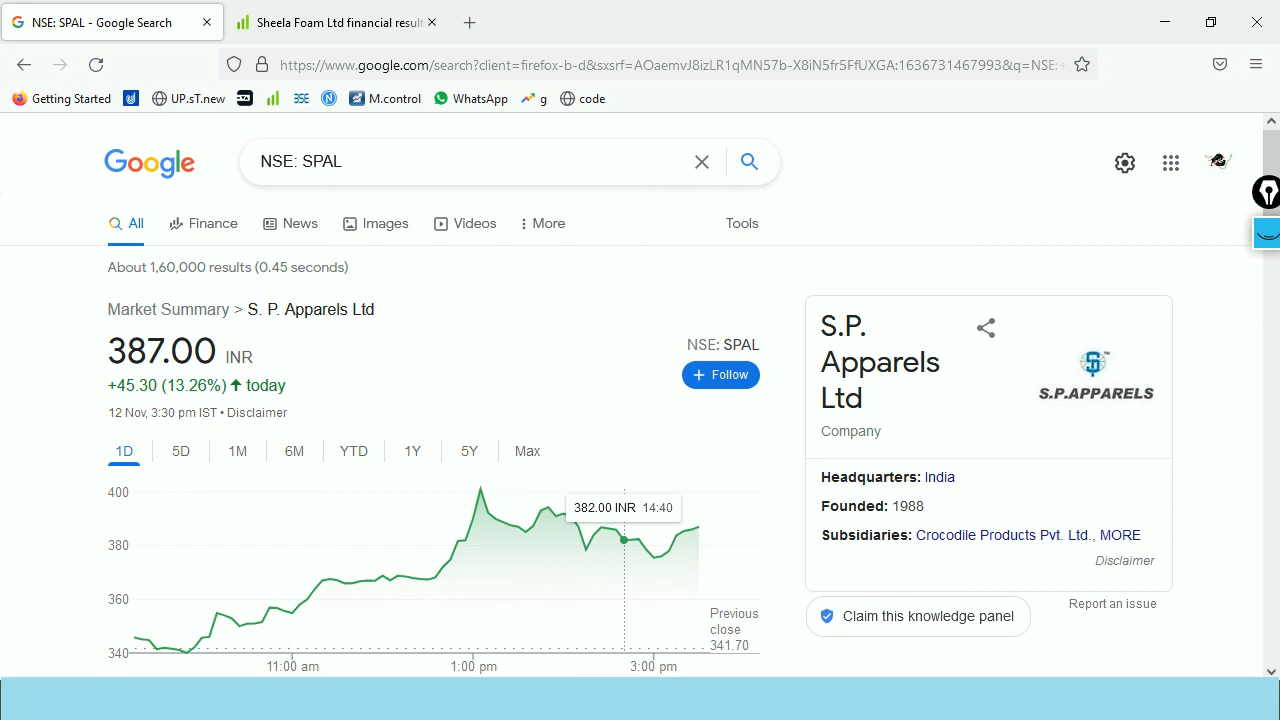 NSE: SPAL - Google Search
Sheela Foam Ltd financial result
https://www.google.com/search?client=firefox-b-d&sxsrf=AOaemvJ8izLR1qMN57b-X8iN5fr5FfUXGA:1636731467993&q=NSE:
Getting Started UP.sT.new M.control WhatsApp g code
Google
NSE: SPAL
All Finance News Images Videos More Tools
About 1,60,000 results (0.45 seconds)
Market Summary > S. P. Apparels Ltd
387.00 INR
NSE: SPAL
+ Follow
+45.30 (13.26%) today
12 Nov, 3:30 pm IST • Disclaimer
1D 5D 1M 6M YTD 1Y 5Y Max
400
380
360
340
382.00 INR 14:40
Previous
close
341.70
11:00 am 1:00 pm 3:00 pm
S.P.
Apparels
Ltd
Company
S.P.APPARELS
Headquarters: India
Founded: 1988
Subsidiaries: Crocodile Products Pvt. Ltd., MORE
Disclaimer
Claim this knowledge panel
Report an issue